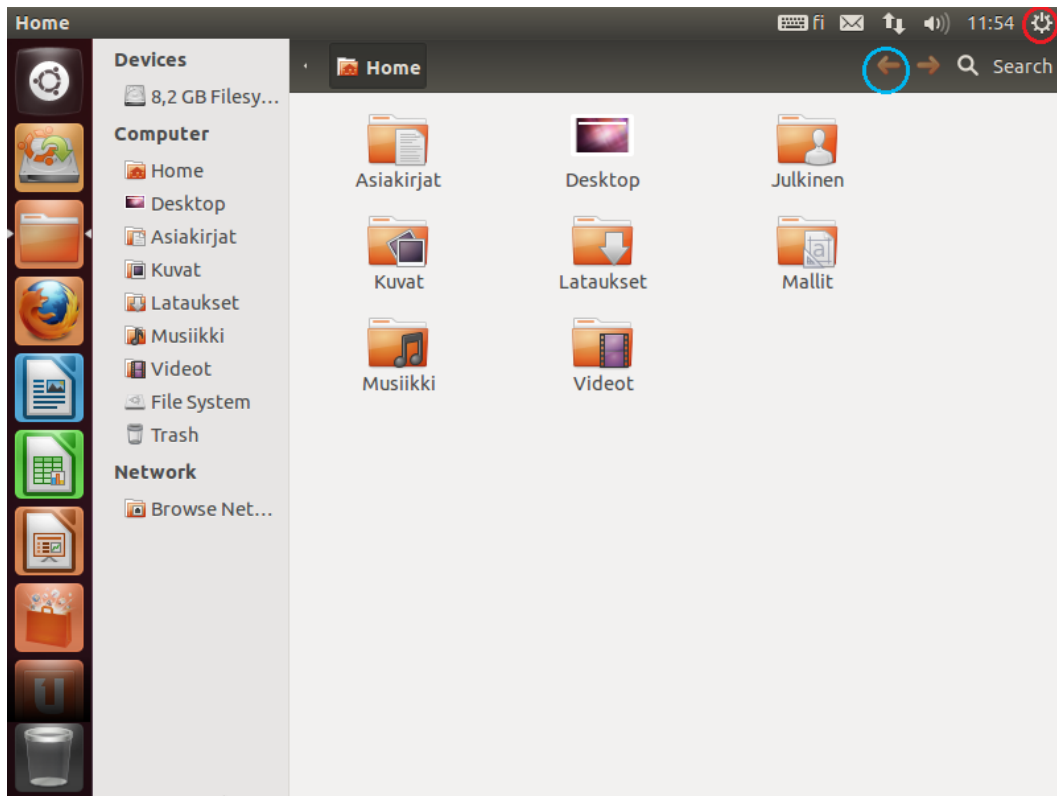 Home
fi
11:54
Devices
8,2 GB Filesy...
Computer
Home
Desktop
Asiakirjat
Kuvat
Lataukset
Musiikki
Videot
File System
Trash
Network
Browse Net...
Home
Search
Asiakirjat
Desktop
Julkinen
Kuvat
Lataukset
Mallit
Musiikki
Videot